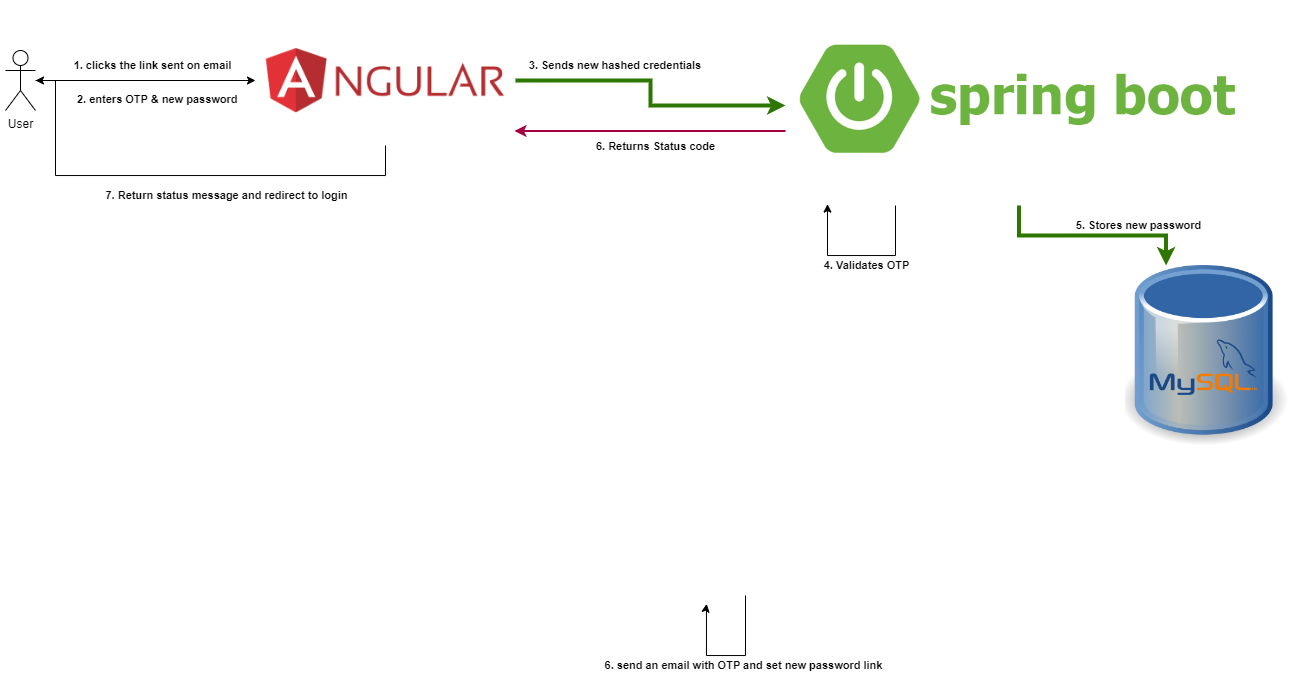 1. clicks the link sent on email
2. enters OTP & new password
User
ANGULAR
3. Sends new hashed credentials
6. Returns Status code
spring boot
7. Return status message and redirect to login
4. Validates OTP
5. Stores new password
MySQL
6. send an email with OTP and set new password link